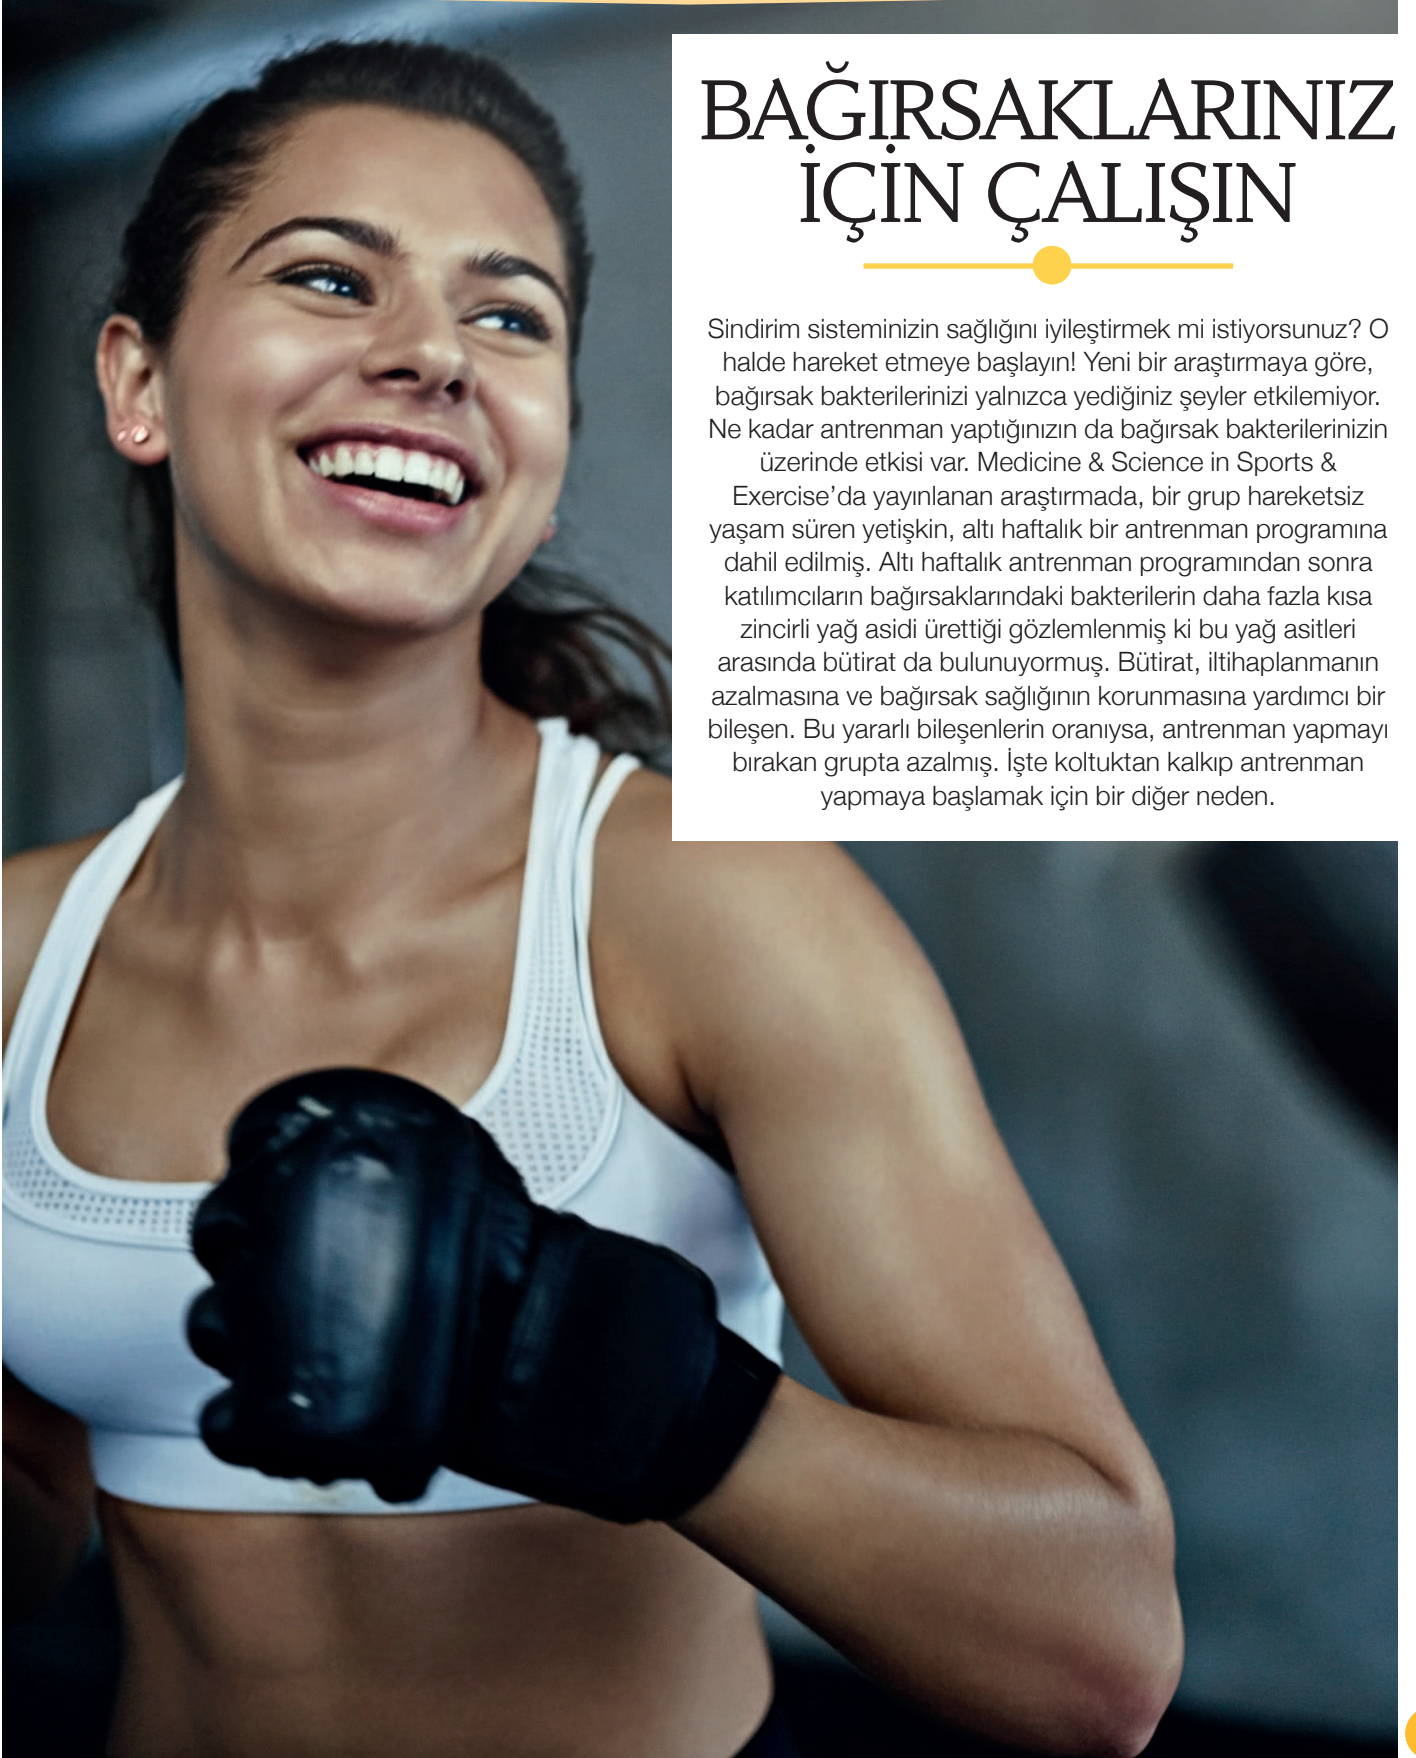 BAĞIRSAKLARINIZ
İÇİN ÇALIŞIN
Sindirim sisteminizin sağlığını iyileştirmek mi istiyorsunuz? O
halde hareket etmeye başlayın! Yeni bir araştırmaya göre,
bağırsak bakterilerinizi yalnızca yediğiniz şeyler etkilemiyor.
Ne kadar antrenman yaptığınızın da bağırsak bakterilerinizin
üzerinde etkisi var. Medicine & Science in Sports &
Exercise’da yayınlanan araştırmada, bir grup hareketsiz
yaşam süren yetişkin, altı haftalık bir antrenman programına
dahil edilmiş. Altı haftalık antrenman programından sonra
katılımcıların bağırsaklarındaki bakterilerin daha fazla kısa
zincirli yağ asidi ürettiği gözlemlenmiş ki bu yağ asitleri
arasında bütirat da bulunuyormuş. Bütirat, iltihaplanmanın
azalmasına ve bağırsak sağlığının korunmasına yardımcı bir
bileşen. Bu yararlı bileşenlerin oranıysa, antrenman yapmayı
bırakan grupta azalmış. İşte koltuktan kalkıp antrenman
yapmaya başlamak için bir diğer neden.